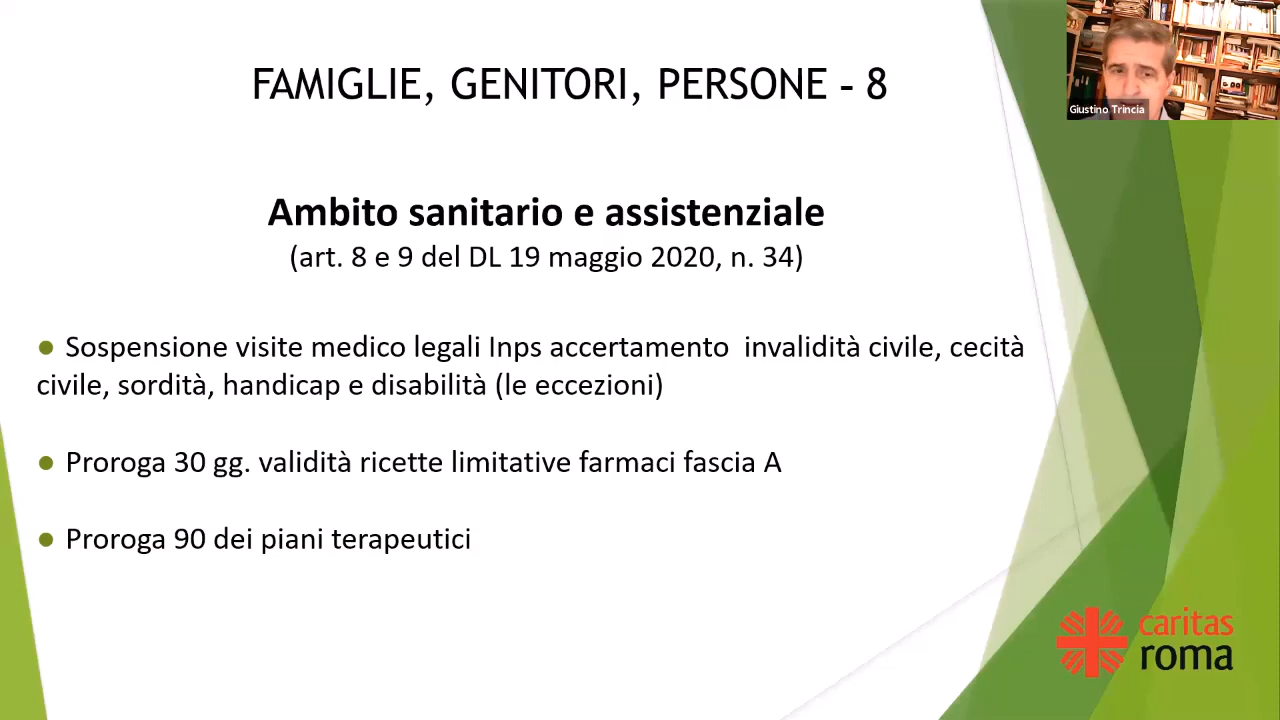 FAMIGLIE, GENITORI, PERSONE - 8
Giustino Trincia
Ambito sanitario e assistenziale
(art. 8 e 9 del DL 19 maggio 2020, n. 34)
● Sospensione visite medico legali Inps accertamento  invalidità civile, cecità
civile, sordità, handicap e disabilità (le eccezioni)
● Proroga 30 gg. validità ricette limitative farmaci fascia A
● Proroga 90 dei piani terapeutici
caritas
roma